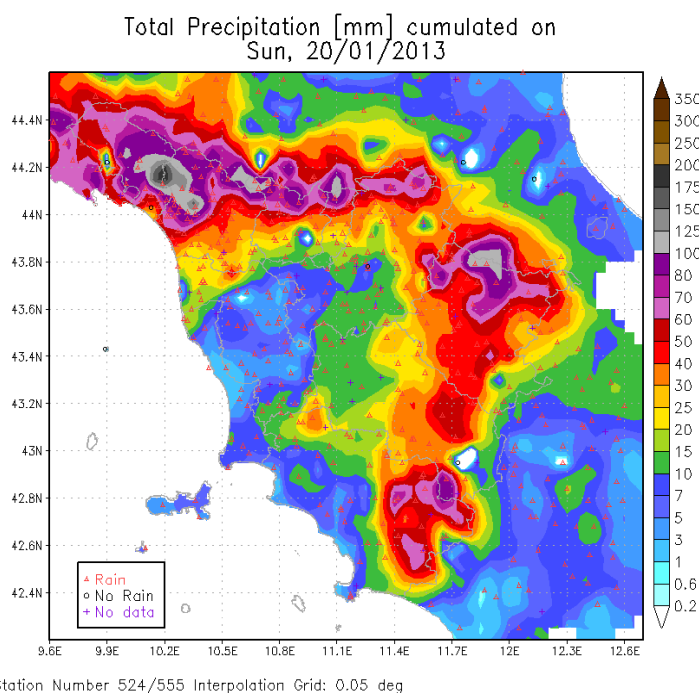 Total Precipitation [mm] cumulated on
Sun, 20/01/2013
44.4N
44.2N
44N
43.8N
43.6N
43.4N
43.2N
43N
42.8N
42.6N
42.4N
9.6E 9.9E 10.2E 10.5E 10.8E 11.1E 11.4E 11.7E 12E 12.3E 12.6E
350
300
250
200
175
150
125
100
80
70
60
50
40
30
25
20
15
10
7
5
3
1
0.6
0.2
Rain
No Rain
No data
Station Number 524/555 Interpolation Grid: 0.05 deg